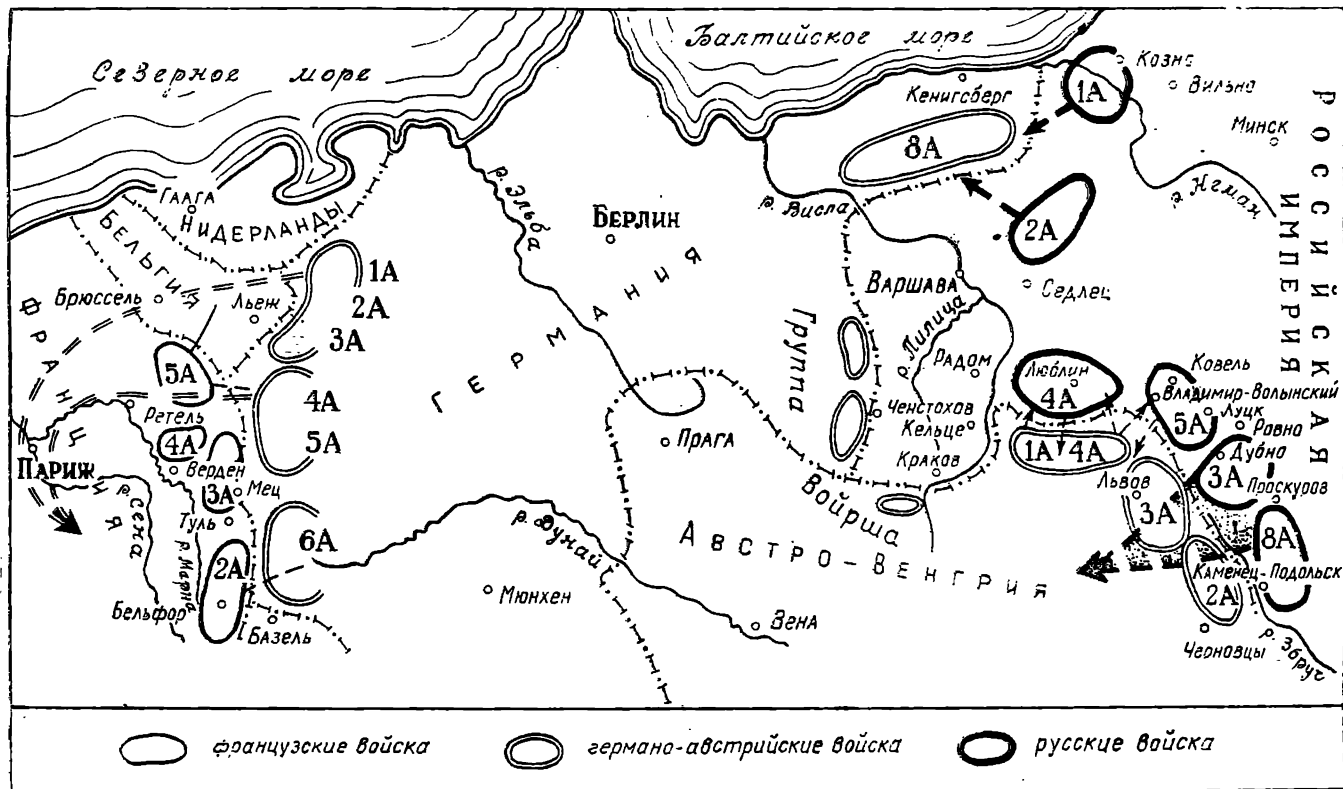 Северное море
Балтийское море
Козно
Вильно
Минск
РОССИЙСКАЯ
ИМПЕРИЯ
Кенигсберг
1А
8А
2А
р. Неман
р. Висла
р. Эльба
БЕРЛИН
ГААГА
НИДЕРЛАНДЫ
БЕЛЬГИЯ
ФРАНЦИЯ
Брюссель
Льеж
1А
2А
3А
ГЕРМАНИЯ
ВАРШАВА
Седлец
р. Пилица
Группа
Войрша
Радом
Ченстохов
Кельце
Краков
Люблин
4А
1А 4А
Ковель
Владимир-Волынский
5А
Луцк
Ровно
Дубно
3А
Проскуров
Львов
3А
8А
Каменец-Подольск
2А
Черновцы
р. Збруч
5А
4А
5А
Ретель
4А
Верден
3А
Мец
ПАРИЖ
р. Сена
Туль
р. Марна
6А
2А
Бельфор
Базель
Прага
р. Дунай
Мюнхен
Вена
АВСТРО-ВЕНГРИЯ
французские войска
германо-австрийские войска
русские войска